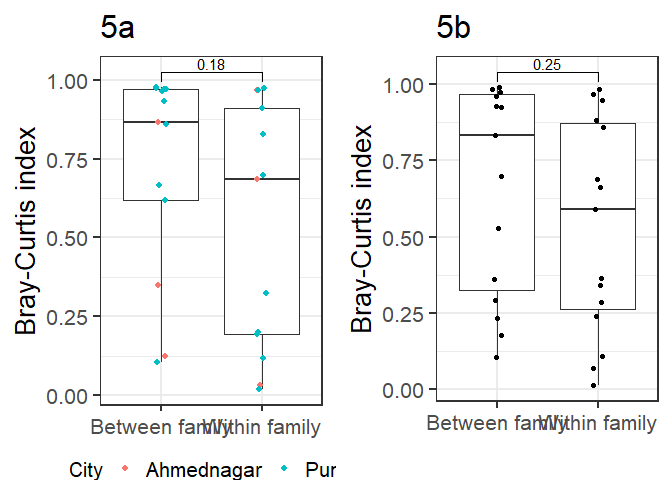 5a
0.18
1.00
0.75
0.50
0.25
0.00
Bray-Curtis index
Between family
Within family
City
Ahmednagar
Pur
5b
0.25
1.00
0.75
0.50
0.25
0.00
Bray-Curtis index
Between family
Within family